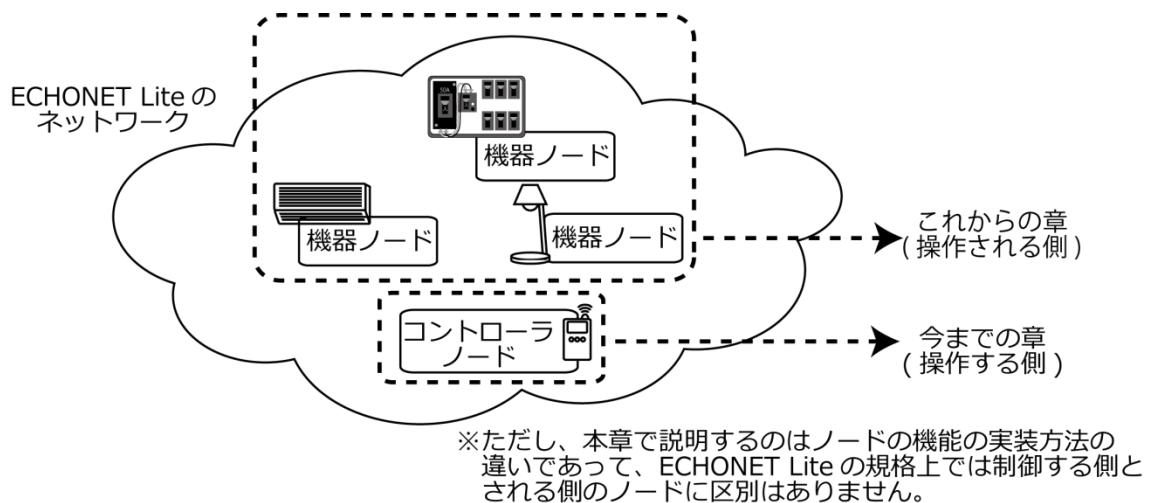 ECHONET Lite の
ネットワーク
50A
機器ノード
機器ノード
機器ノード
これからの章
( 操作される側 )
コントローラ
ノード
今までの章
( 操作する側 )
※ただし、本章で説明するのはノードの機能の実装方法の
違いであって、ECHONET Lite の規格上では制御する側と
される側のノードに区別はありません。